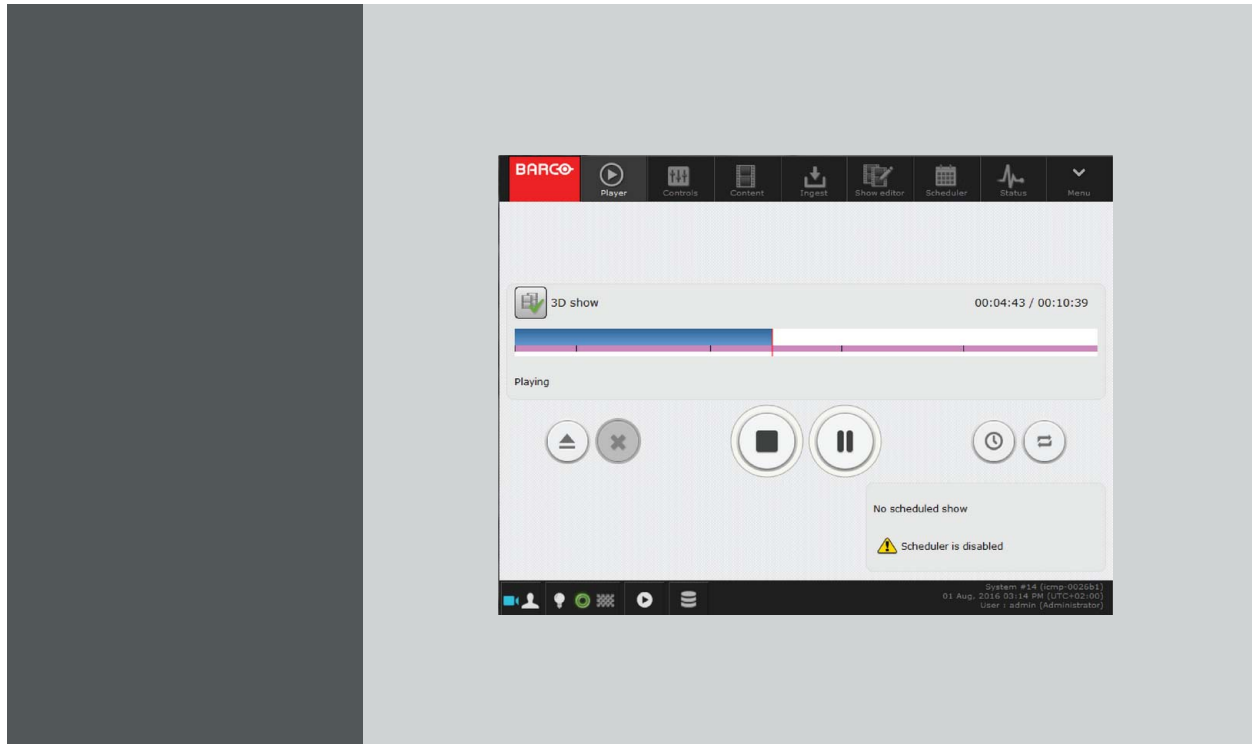 BARCO
Player
Controls
Content
Ingest
Show editor
Scheduler
Status
Menu
3D show
00:04:43 / 00:10:39
Playing
No scheduled show
Scheduler is disabled
System #14 (icmp-0026b1)
01 Aug, 2016 03:14 PM (UTC+02:00)
User : admin (Administrator)